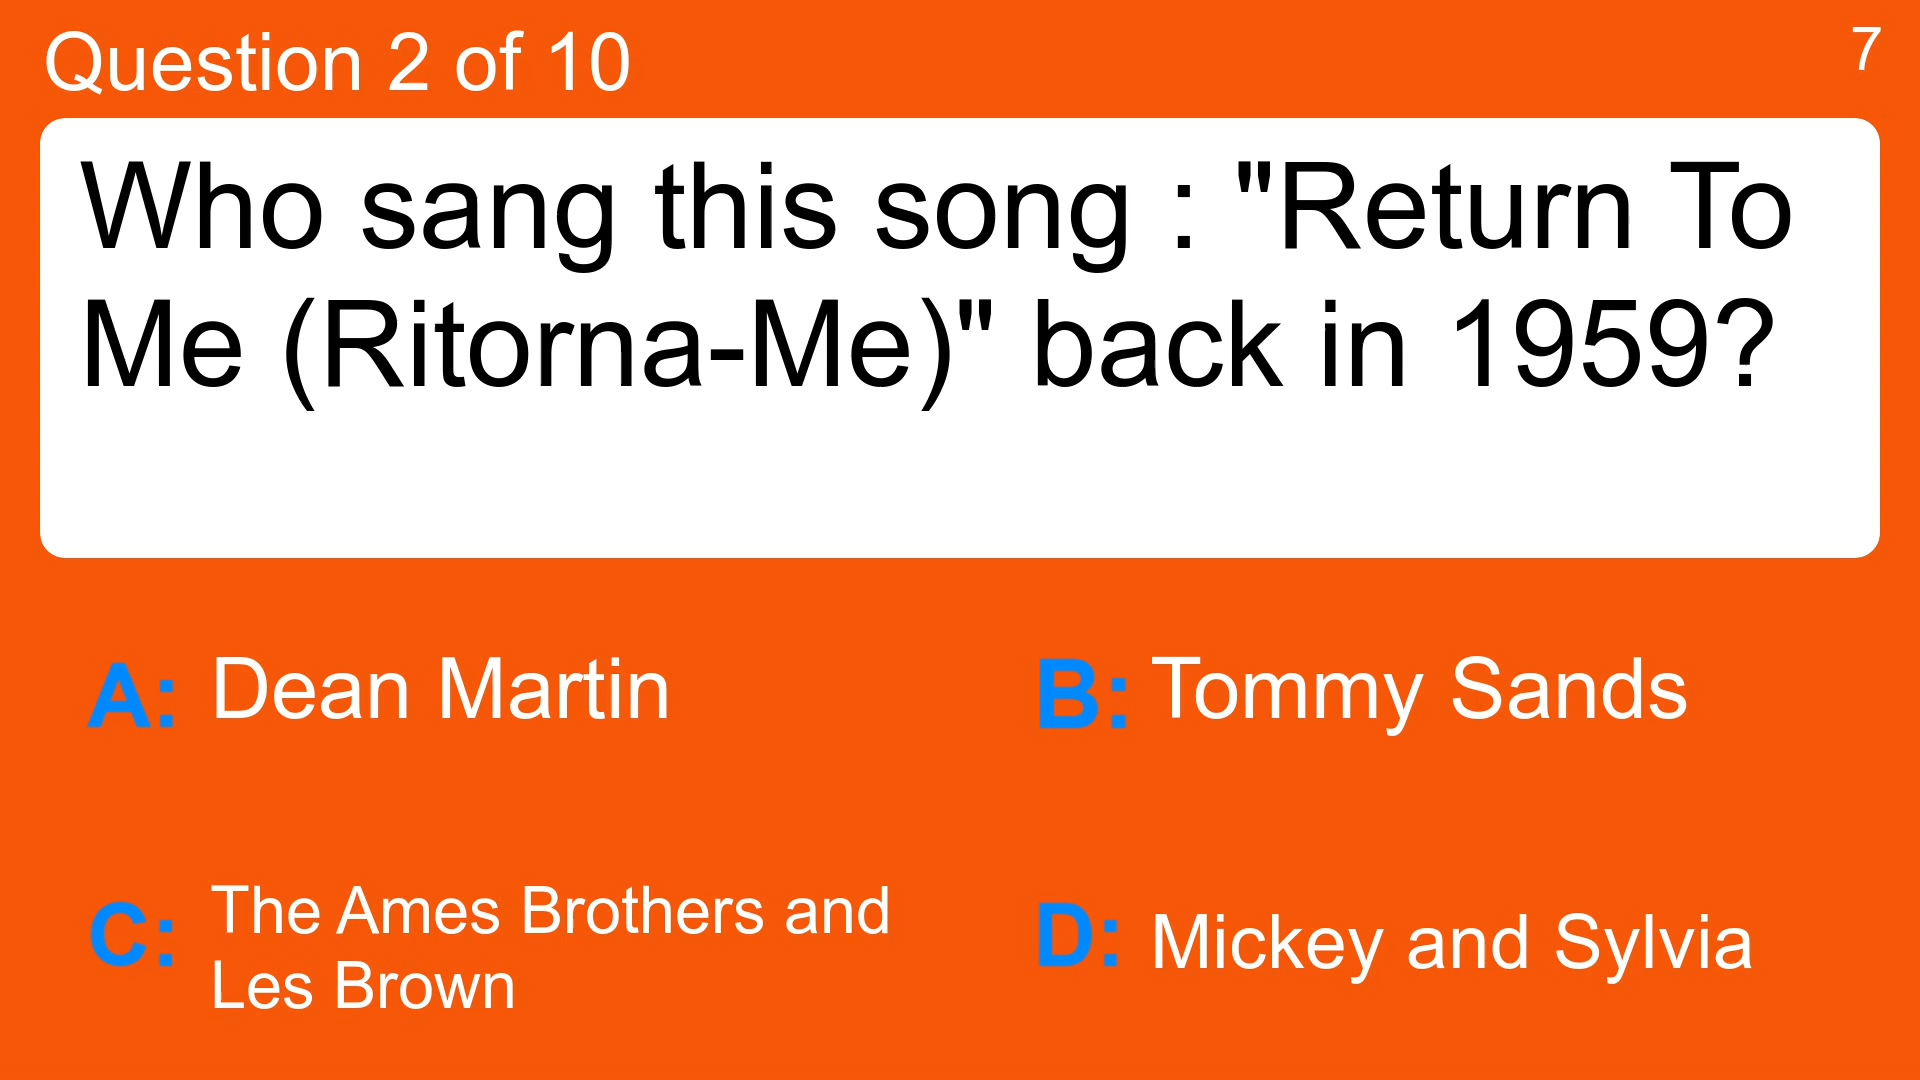 Question 2 of 10
7
Who sang this song : "Return To
Me (Ritorna-Me)" back in 1959?
A: Dean Martin
B: Tommy Sands
C: The Ames Brothers and
Les Brown
D: Mickey and Sylvia